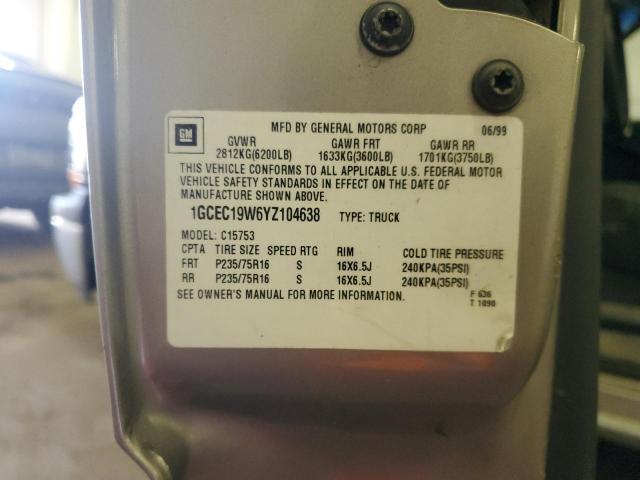 GM
MFD BY GENERAL MOTORS CORP 06/99
GVWR GAWR FRT GAWR RR
2812KG(6200LB) 1633KG(3600LB) 1701KG(3750LB)
THIS VEHICLE CONFORMS TO ALL APPLICABLE U.S. FEDERAL MOTOR
VEHICLE SAFETY STANDARDS IN EFFECT ON THE DATE OF
MANUFACTURE SHOWN ABOVE.
1GCEC19W6YZ104638 TYPE: TRUCK
MODEL: C15753
CPTA TIRE SIZE SPEED RTG RIM COLD TIRE PRESSURE
FRT P235/75R16 S 16X6.5J 240KPA(35PSI)
RR P235/75R16 S 16X6.5J 240KPA(35PSI)
SEE OWNER'S MANUAL FOR MORE INFORMATION.
F 636
T 1090